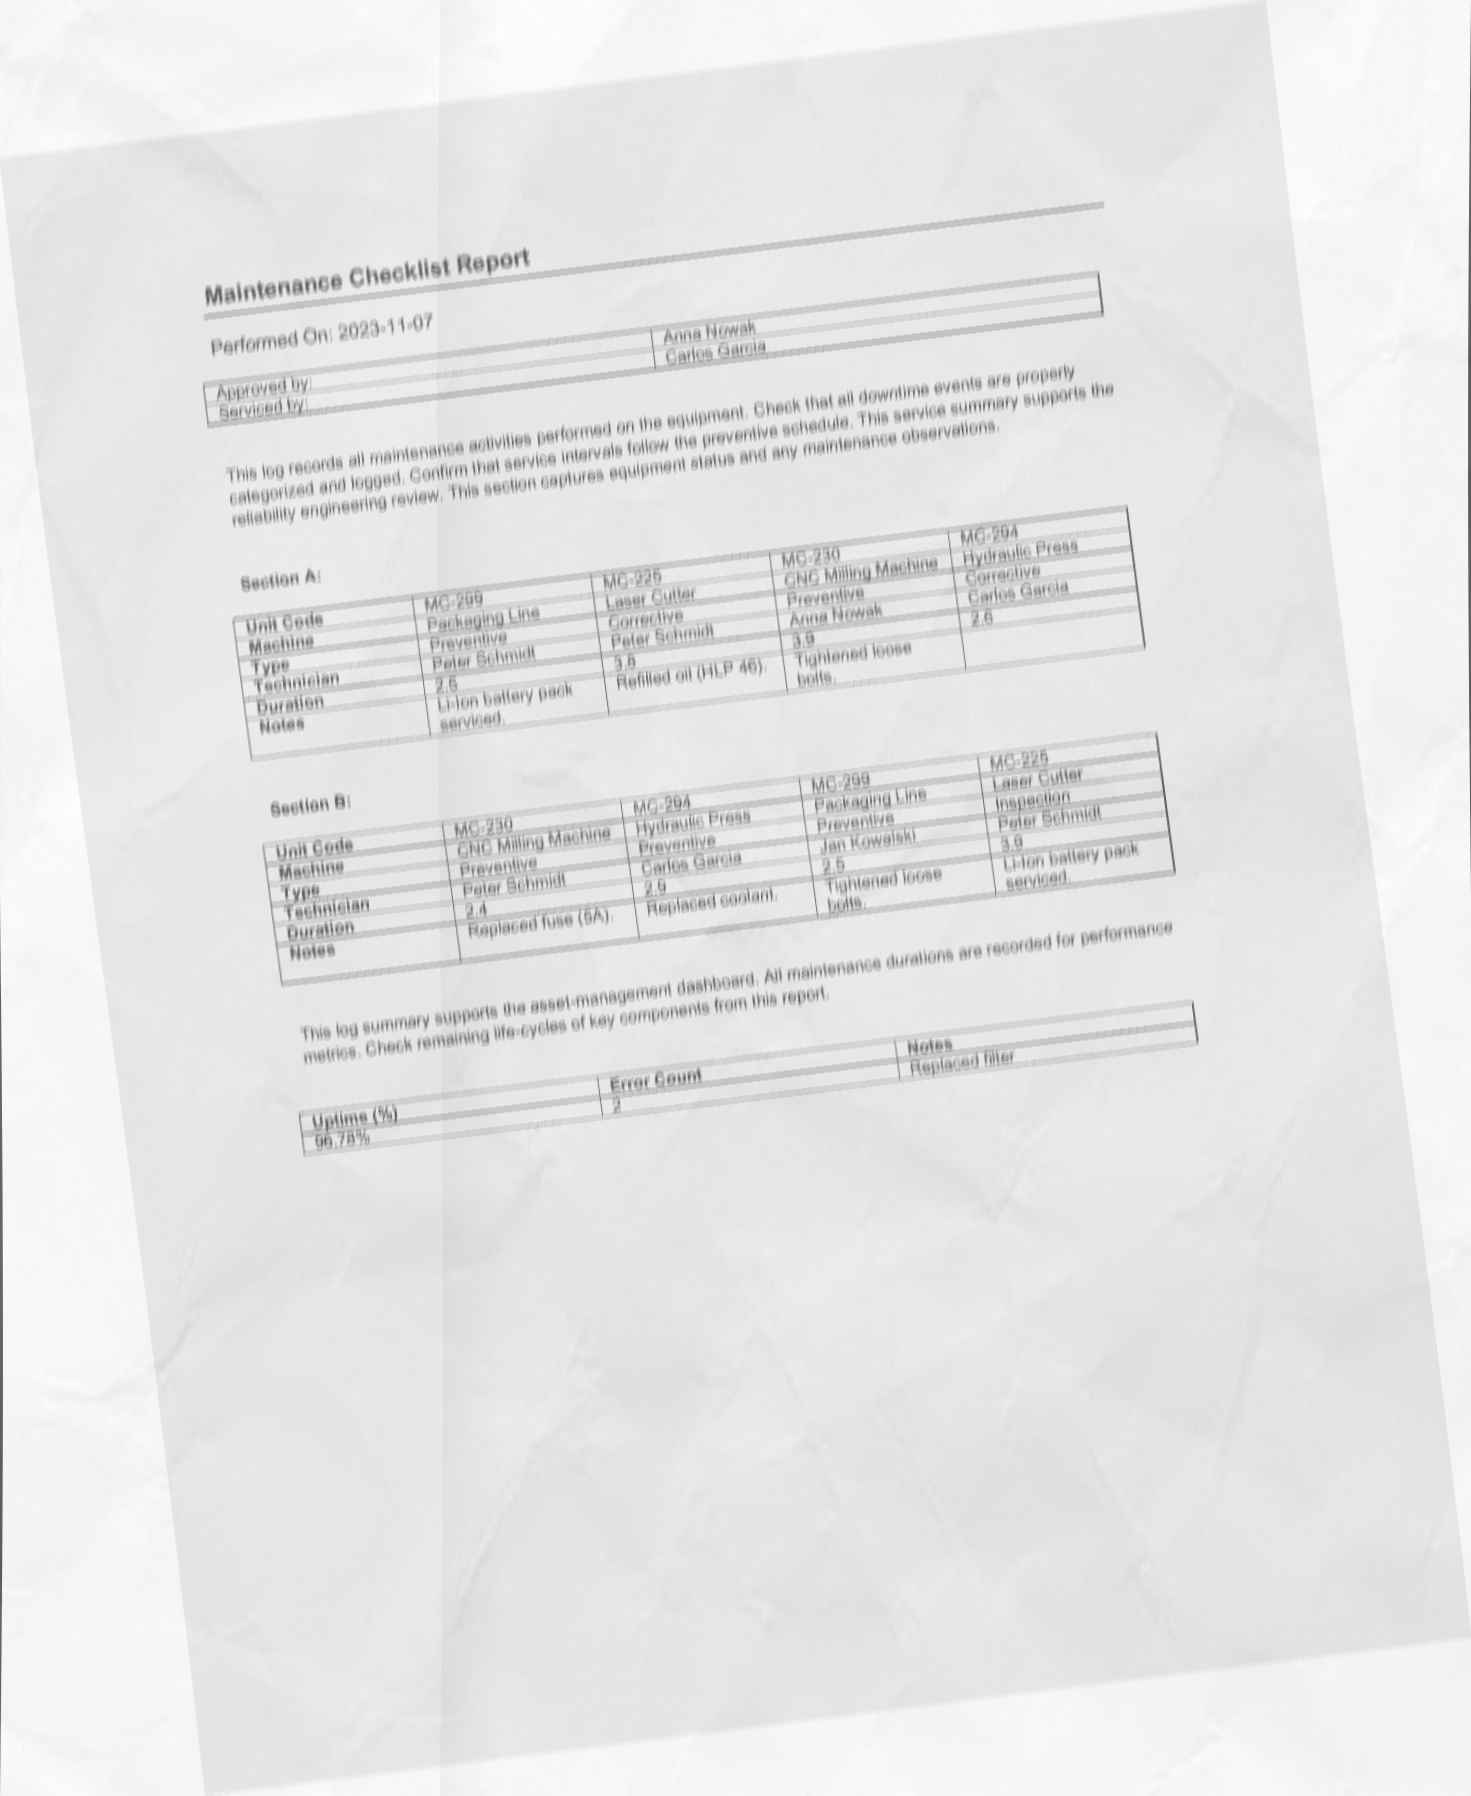 Maintenance Checklist Report
Performed On: 2023-11-07
Approved by: Anna Nowak
Serviced by: Carlos Garcia
This log records all maintenance activities performed on the equipment. Check that all downtime events are properly
categorized and logged. Confirm that service intervals follow the preventive schedule. This service summary supports the
reliability engineering review. This section captures equipment status and any maintenance observations.
Section A:
Unit Code MC-299 MC-225 MC-230 MC-294
Machine Packaging Line Laser Cutter CNC Milling Machine Hydraulic Press
Type Preventive Corrective Preventive Corrective
Technician Peter Schmidt Peter Schmidt Anna Nowak Carlos Garcia
Duration 2.5 3.6 3.9 2.6
Notes Li-Ion battery pack Refilled oil (HLP 46). Tightened loose
serviced. bolts.
Section B:
Unit Code MC-230 MC-294 MC-299 MC-225
Machine CNC Milling Machine Hydraulic Press Packaging Line Laser Cutter
Type Preventive Preventive Preventive Inspection
Technician Peter Schmidt Carlos Garcia Jan Kowalski Peter Schmidt
Duration 2.4 2.9 2.5 3.9
Notes Replaced fuse (5A). Replaced coolant. Tightened loose Li-Ion battery pack
bolts. serviced.
This log summary supports the asset-management dashboard. All maintenance durations are recorded for performance
metrics. Check remaining life-cycles of key components from this report.
Uptime (%) Error Count Notes
96.78% 2 Replaced filter